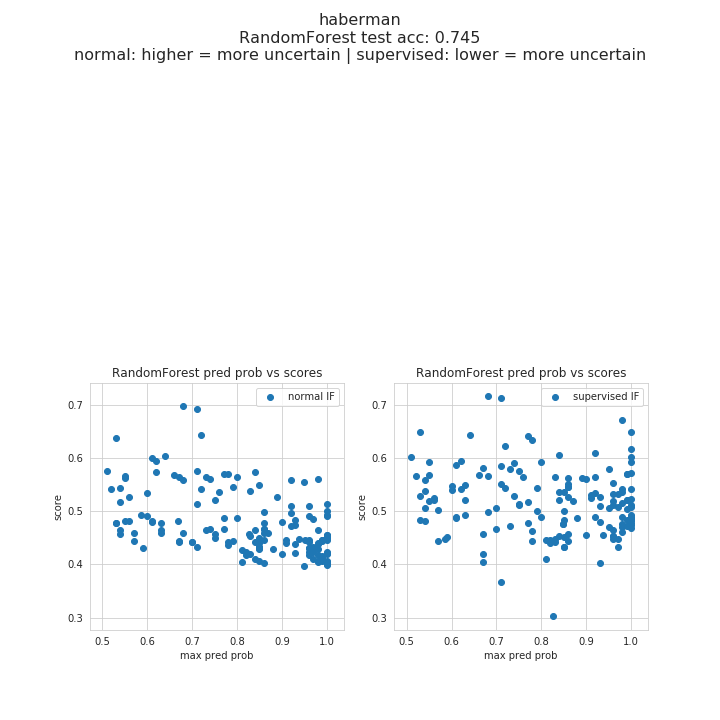 haberman
RandomForest test acc: 0.745
normal: higher = more uncertain | supervised: lower = more uncertain
RandomForest pred prob vs scores
normal IF
score
0.7
0.6
0.5
0.4
0.3
0.5 0.6 0.7 0.8 0.9 1.0
max pred prob
RandomForest pred prob vs scores
supervised IF
score
0.7
0.6
0.5
0.4
0.3
0.5 0.6 0.7 0.8 0.9 1.0
max pred prob